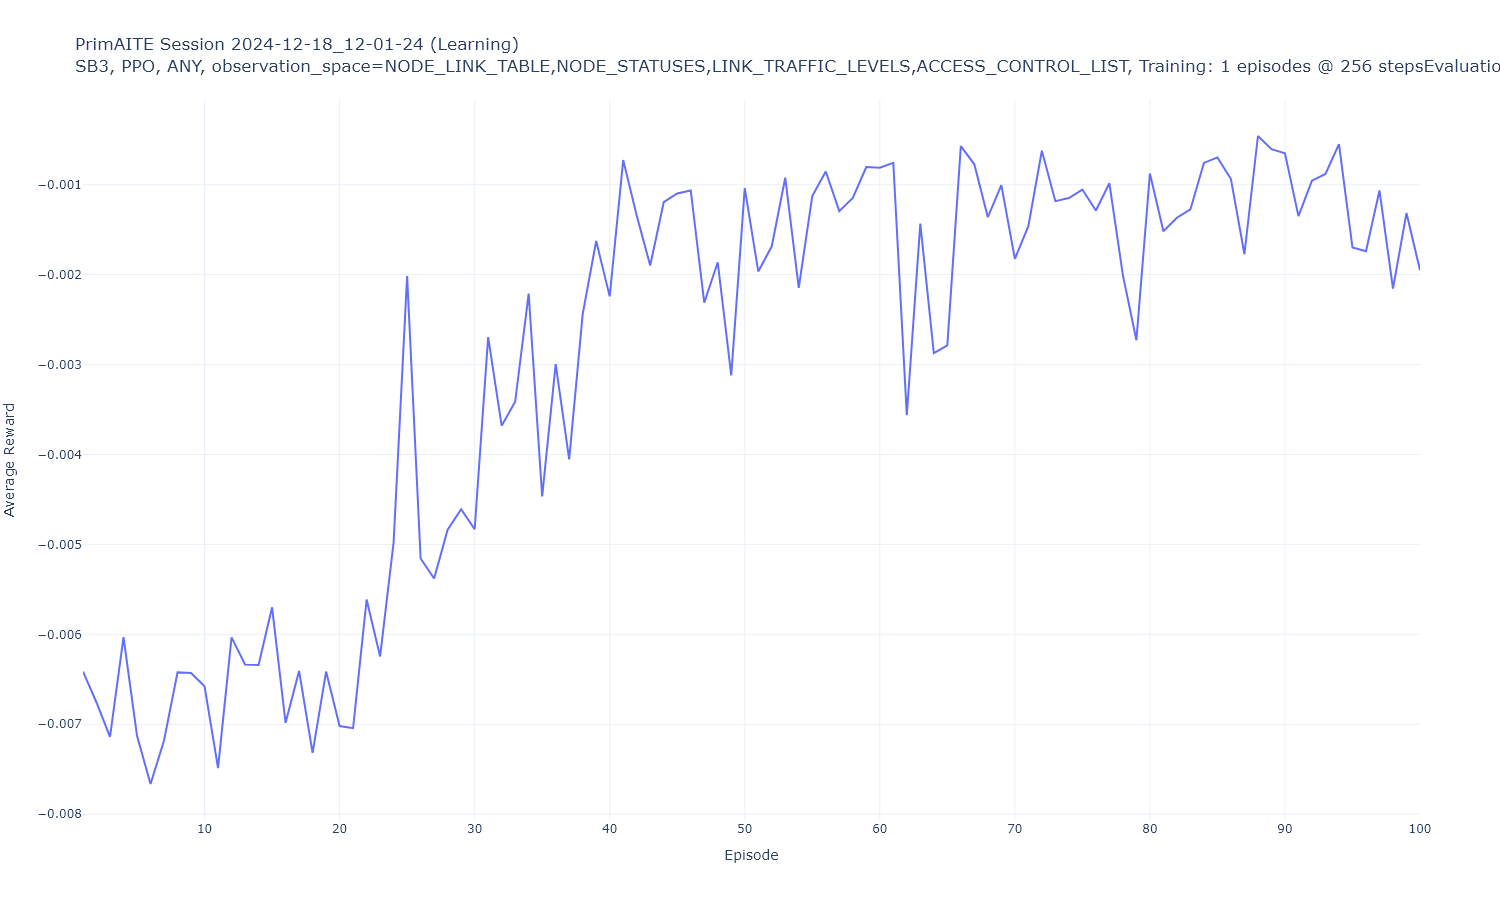 PrimAITE Session 2024-12-18_12-01-24 (Learning)
SB3, PPO, ANY, observation_space=NODE_LINK_TABLE,NODE_STATUSES,LINK_TRAFFIC_LEVELS,ACCESS_CONTROL_LIST, Training: 1 episodes @ 256 stepsEvaluatio
−0.001
−0.002
−0.003
−0.004
−0.005
−0.006
−0.007
−0.008
Average Reward
10 20 30 40 50 60 70 80 90 100
Episode